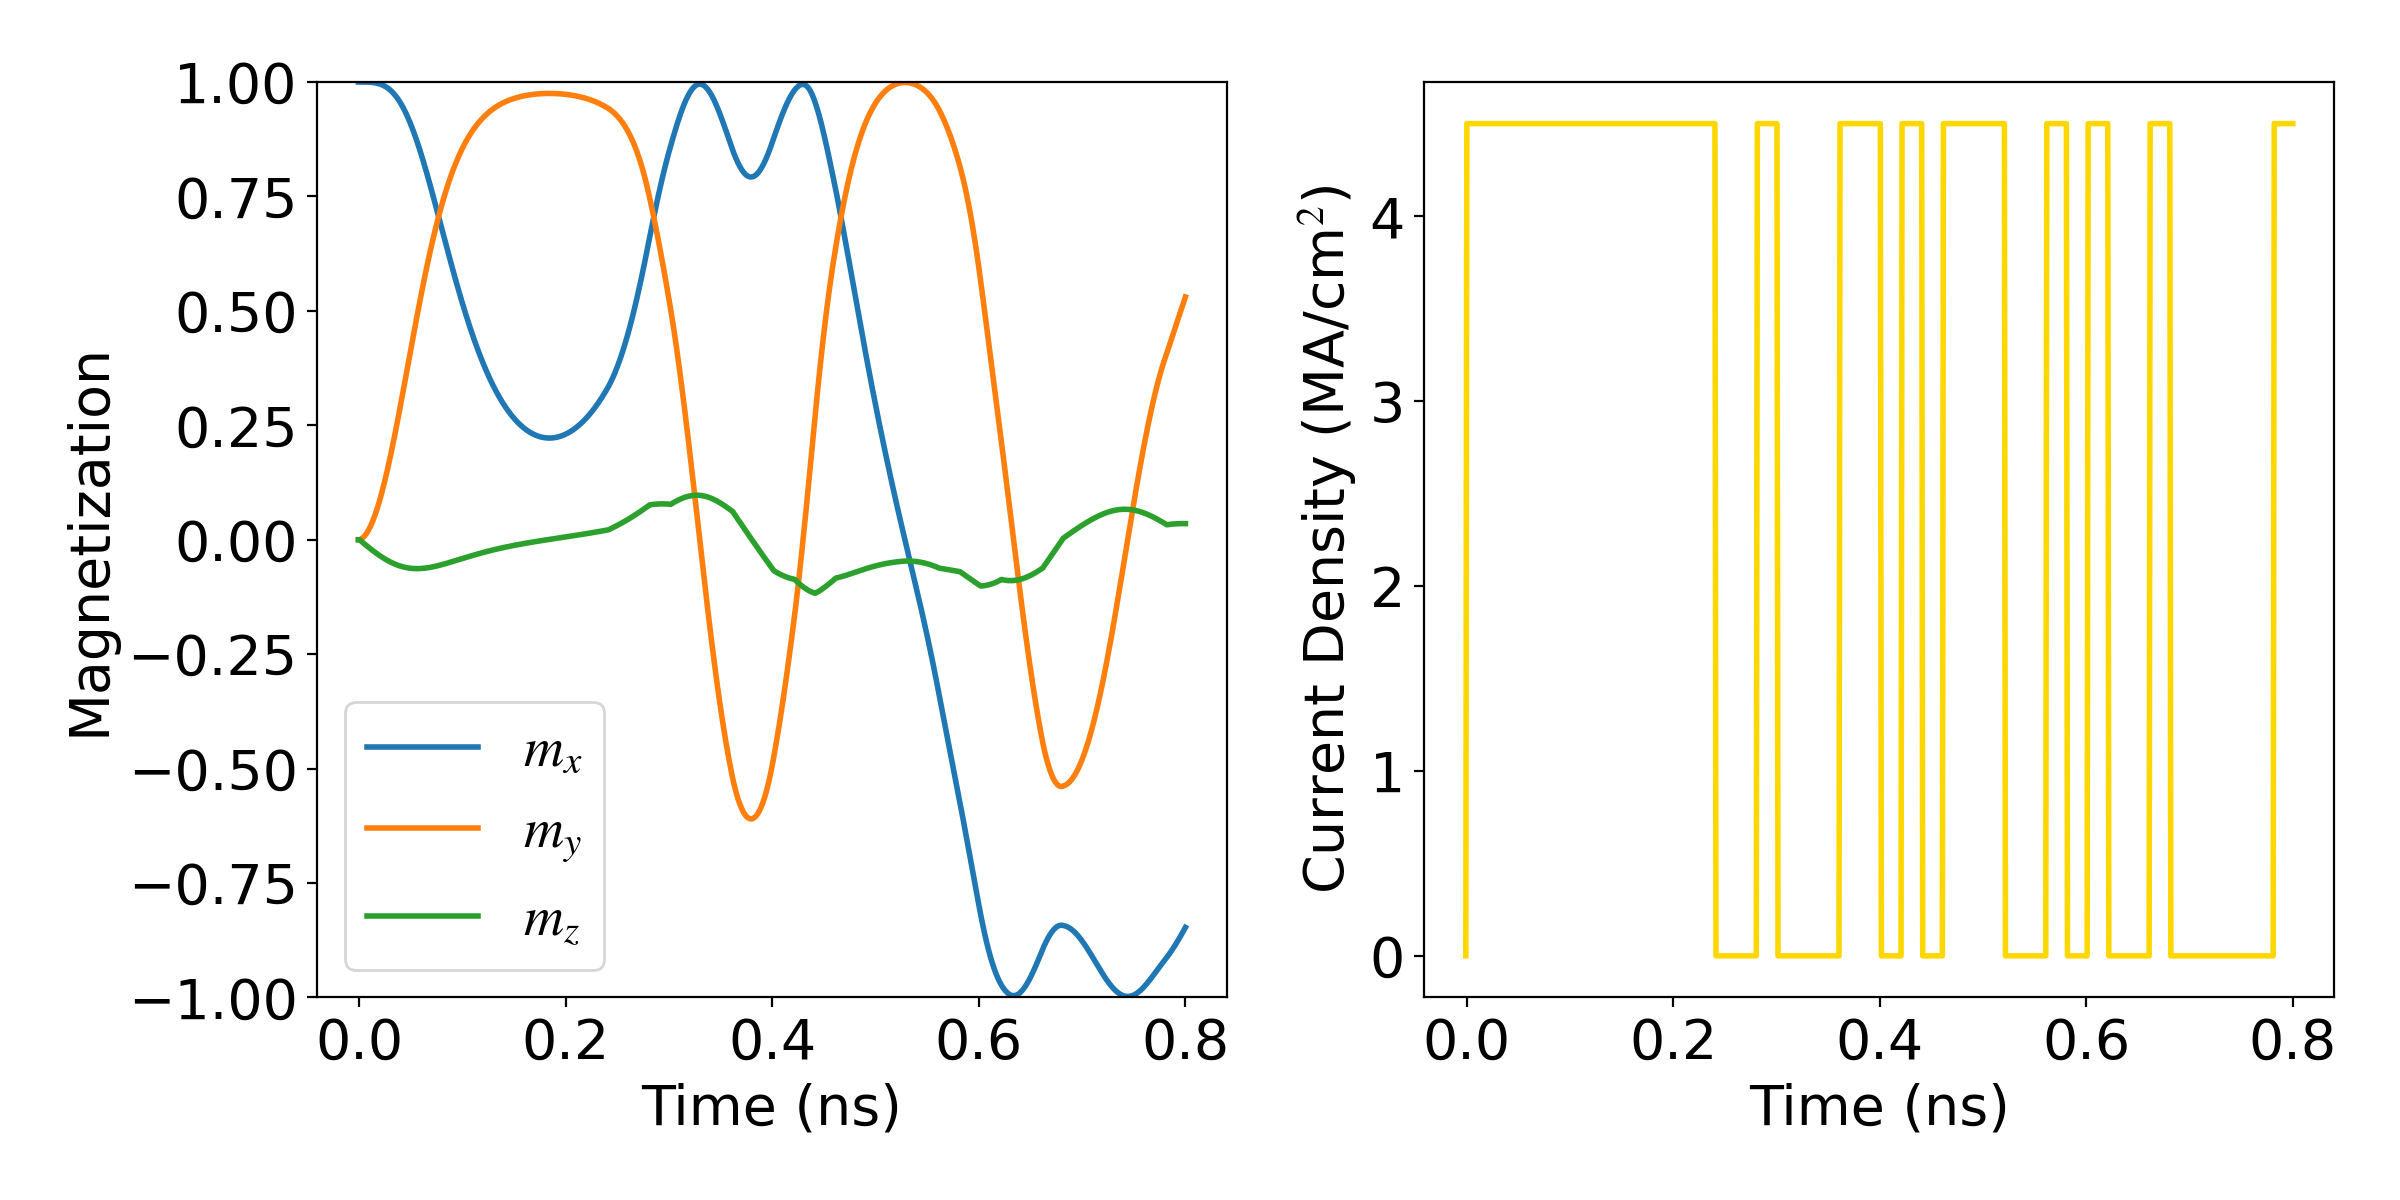 1.00
0.75
0.50
0.25
0.00
−0.25
−0.50
−0.75
−1.00
Magnetization
m_x
m_y
m_z
0.0 0.2 0.4 0.6 0.8
Time (ns)
4
3
2
1
0
Current Density (MA/cm²)
0.0 0.2 0.4 0.6 0.8
Time (ns)